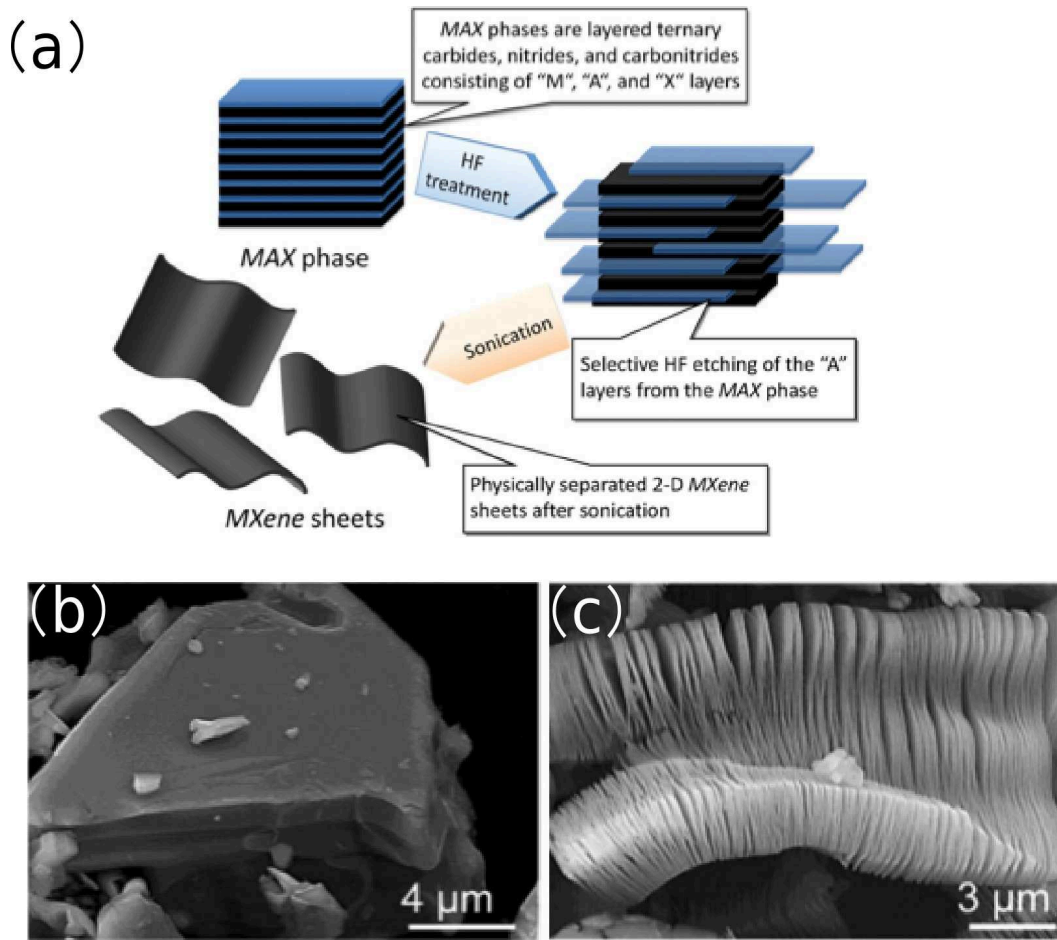 (a)
MAX phases are layered ternary
carbides, nitrides, and carbonitrides
consisting of “M“, “A“, and “X“ layers
HF
treatment
MAX phase
Sonication
Selective HF etching of the “A”
layers from the MAX phase
Physically separated 2-D MXene
sheets after sonication
MXene sheets
(b)
4 μm
(c)
3 μm